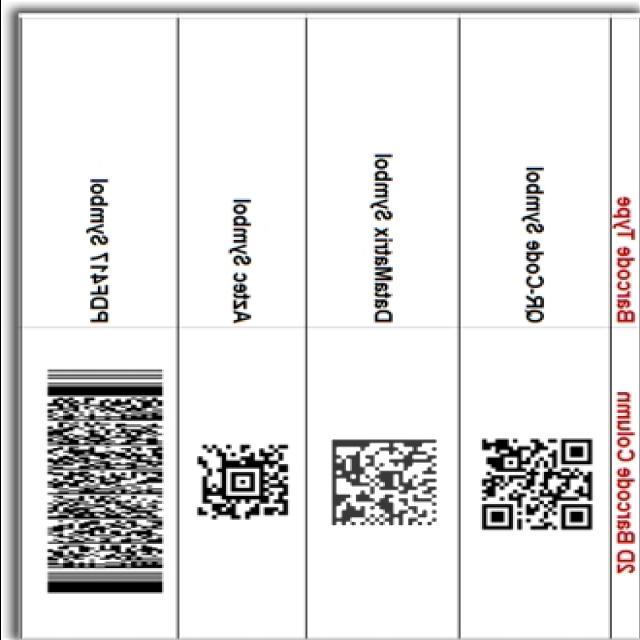 Barcode Type
2D Barcode Column
QR-Code Symbol
DataMatrix Symbol
Aztec Symbol
PDF417 Symbol